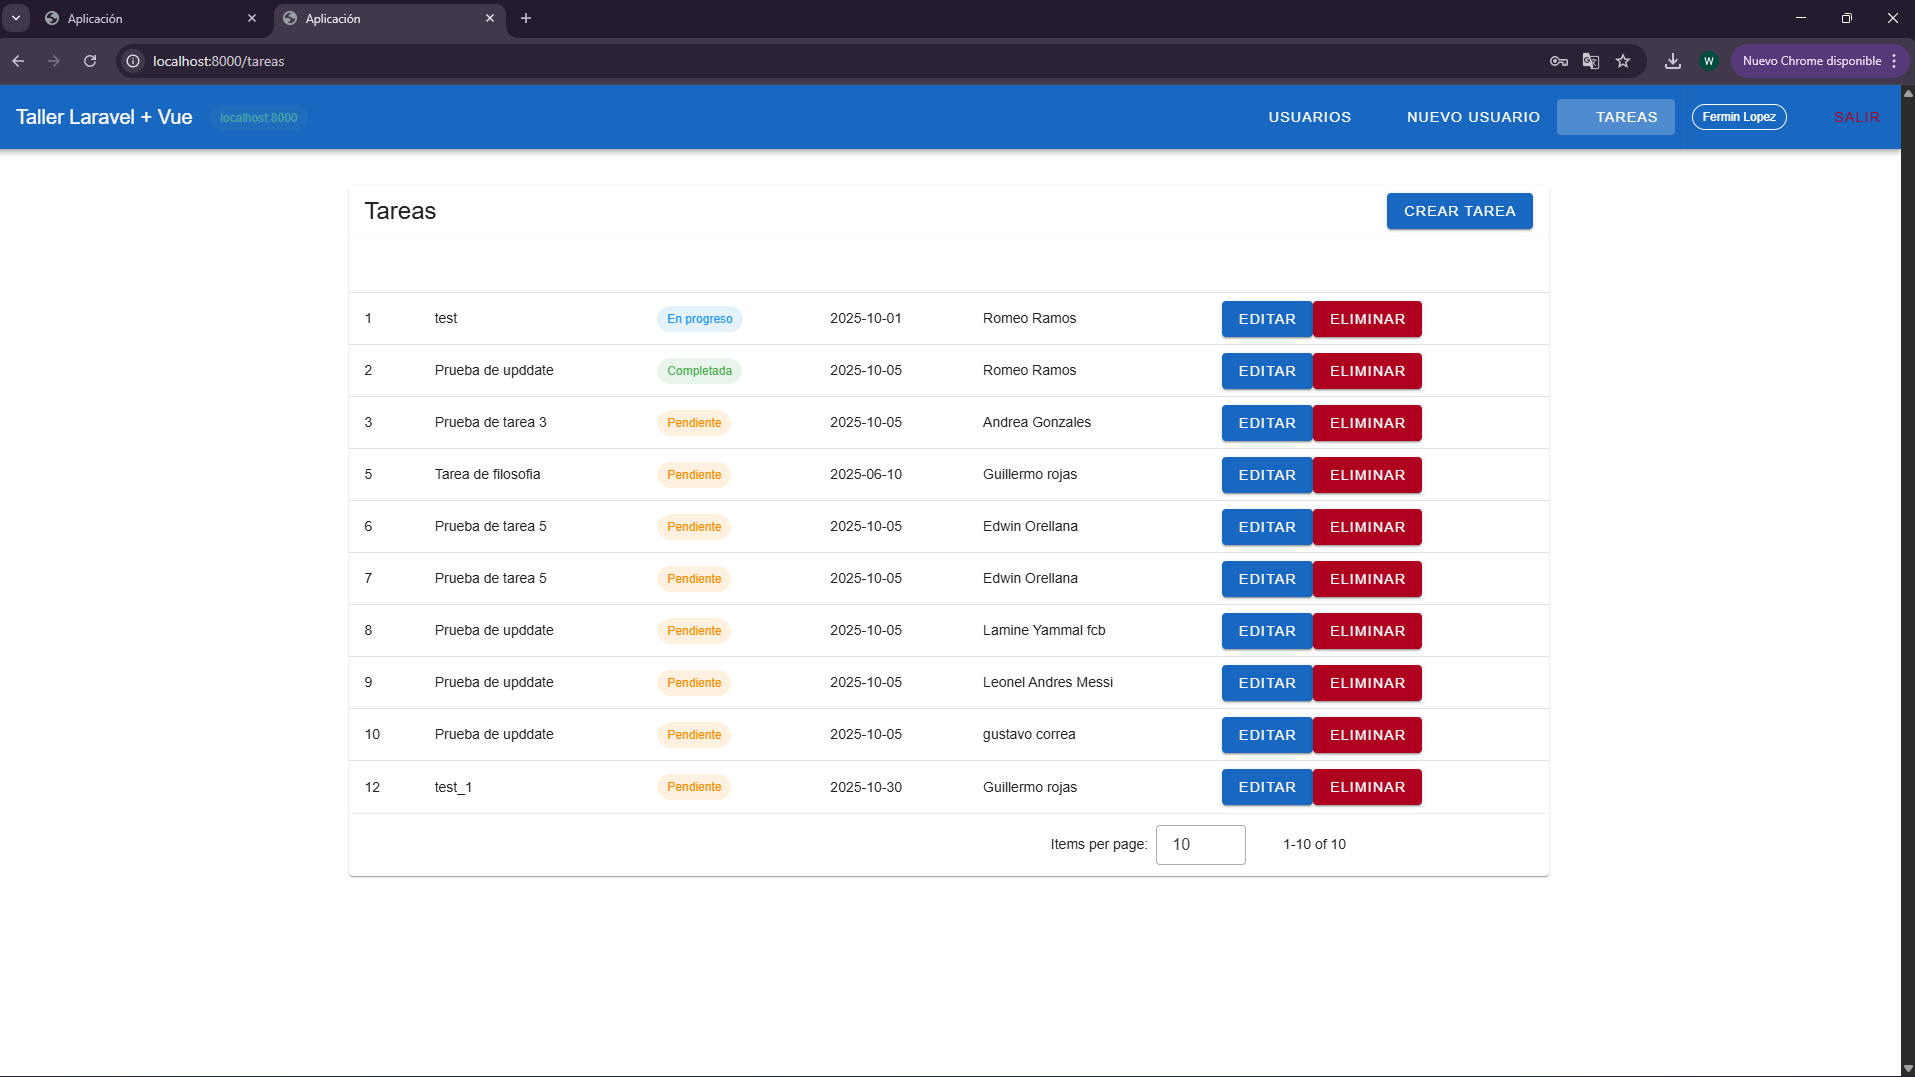 Aplicación
Aplicación
localhost:8000/tareas
W
Nuevo Chrome disponible
Taller Laravel + Vue localhost:8000 USUARIOS NUEVO USUARIO TAREAS Fermin Lopez SALIR
Tareas CREAR TAREA
1 test En progreso 2025-10-01 Romeo Ramos EDITAR ELIMINAR
2 Prueba de upddate Completada 2025-10-05 Romeo Ramos EDITAR ELIMINAR
3 Prueba de tarea 3 Pendiente 2025-10-05 Andrea Gonzales EDITAR ELIMINAR
5 Tarea de filosofia Pendiente 2025-06-10 Guillermo rojas EDITAR ELIMINAR
6 Prueba de tarea 5 Pendiente 2025-10-05 Edwin Orellana EDITAR ELIMINAR
7 Prueba de tarea 5 Pendiente 2025-10-05 Edwin Orellana EDITAR ELIMINAR
8 Prueba de upddate Pendiente 2025-10-05 Lamine Yammal fcb EDITAR ELIMINAR
9 Prueba de upddate Pendiente 2025-10-05 Leonel Andres Messi EDITAR ELIMINAR
10 Prueba de upddate Pendiente 2025-10-05 gustavo correa EDITAR ELIMINAR
12 test_1 Pendiente 2025-10-30 Guillermo rojas EDITAR ELIMINAR
Items per page: 10 1-10 of 10